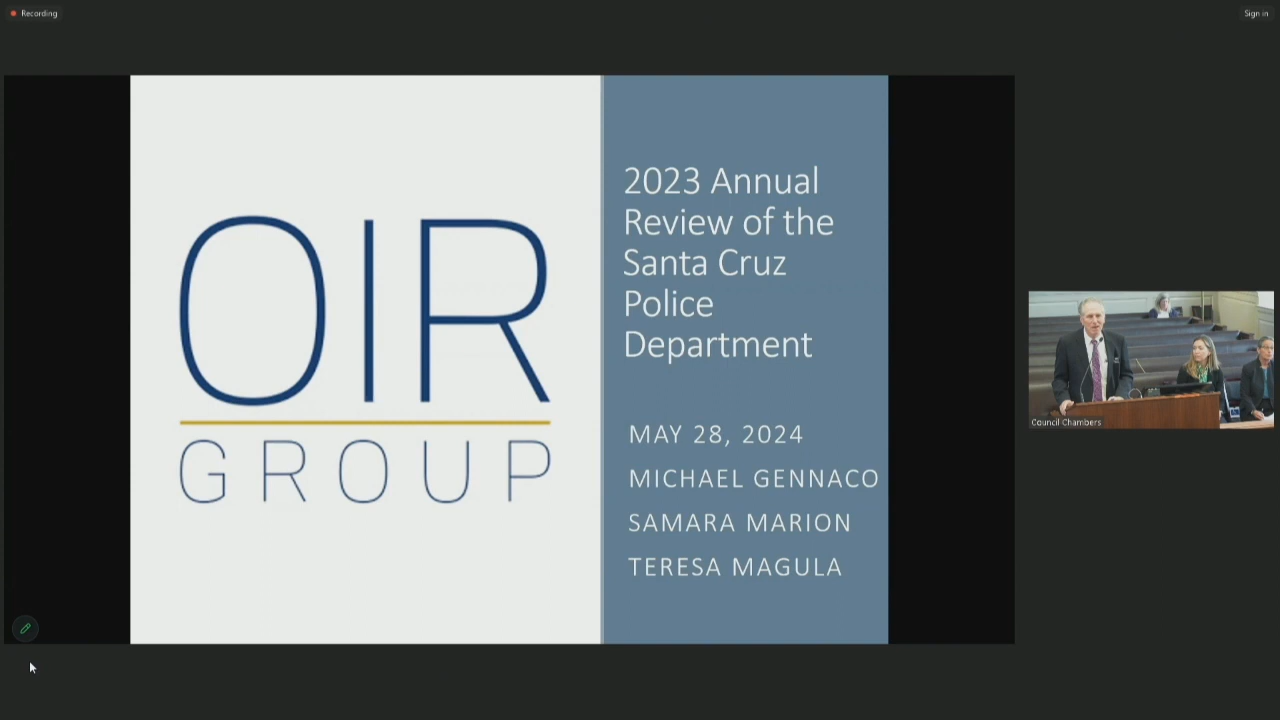 Recording
Sign in
OIR
GROUP
2023 Annual
Review of the
Santa Cruz
Police
Department
MAY 28, 2024
MICHAEL GENNACO
SAMARA MARION
TERESA MAGULA
Council Chambers